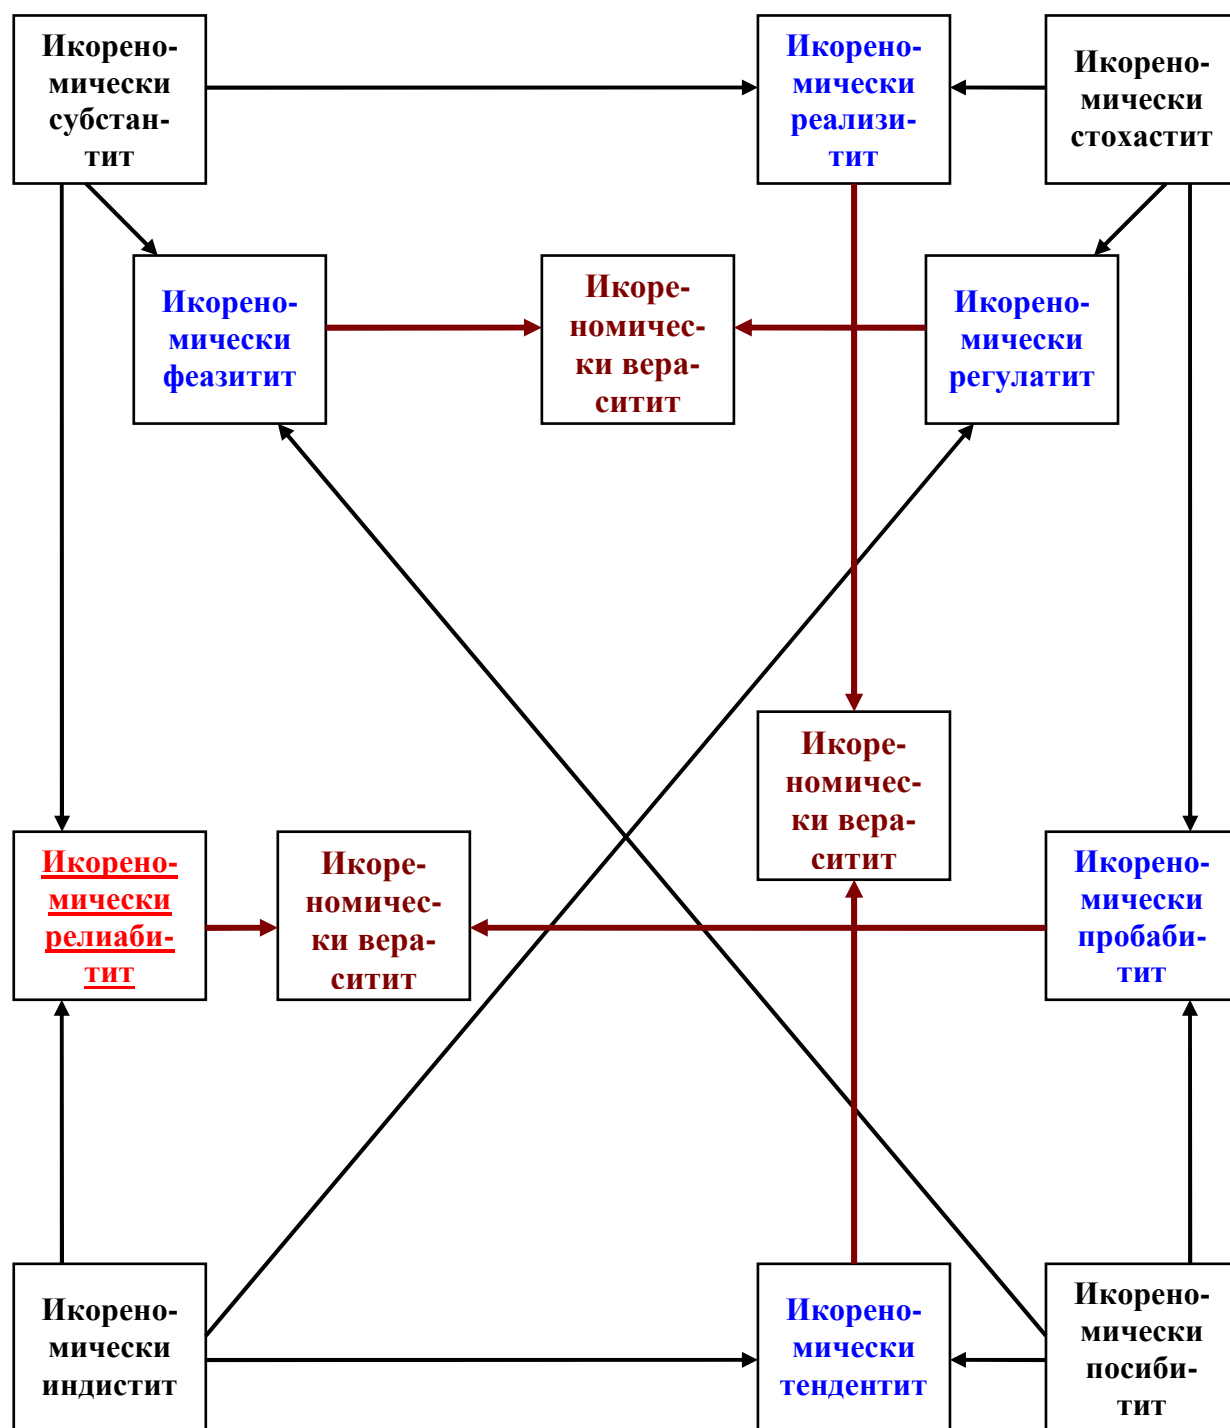 Икорено-
мически
субстан-
тит
Икорено-
мически
реализи-
тит
Икорено-
мически
стохастит
Икорено-
мически
феазитит
Икоре-
номичес-
ки вера-
ситит
Икорено-
мически
регулатит
Икоре-
номичес-
ки вера-
ситит
Икорено-
мически
релиаби-
тит
Икоре-
номичес-
ки вера-
ситит
Икорено-
мически
пробаби-
тит
Икорено-
мически
индистит
Икорено-
мически
тендентит
Икорено-
мически
посиби-
тит